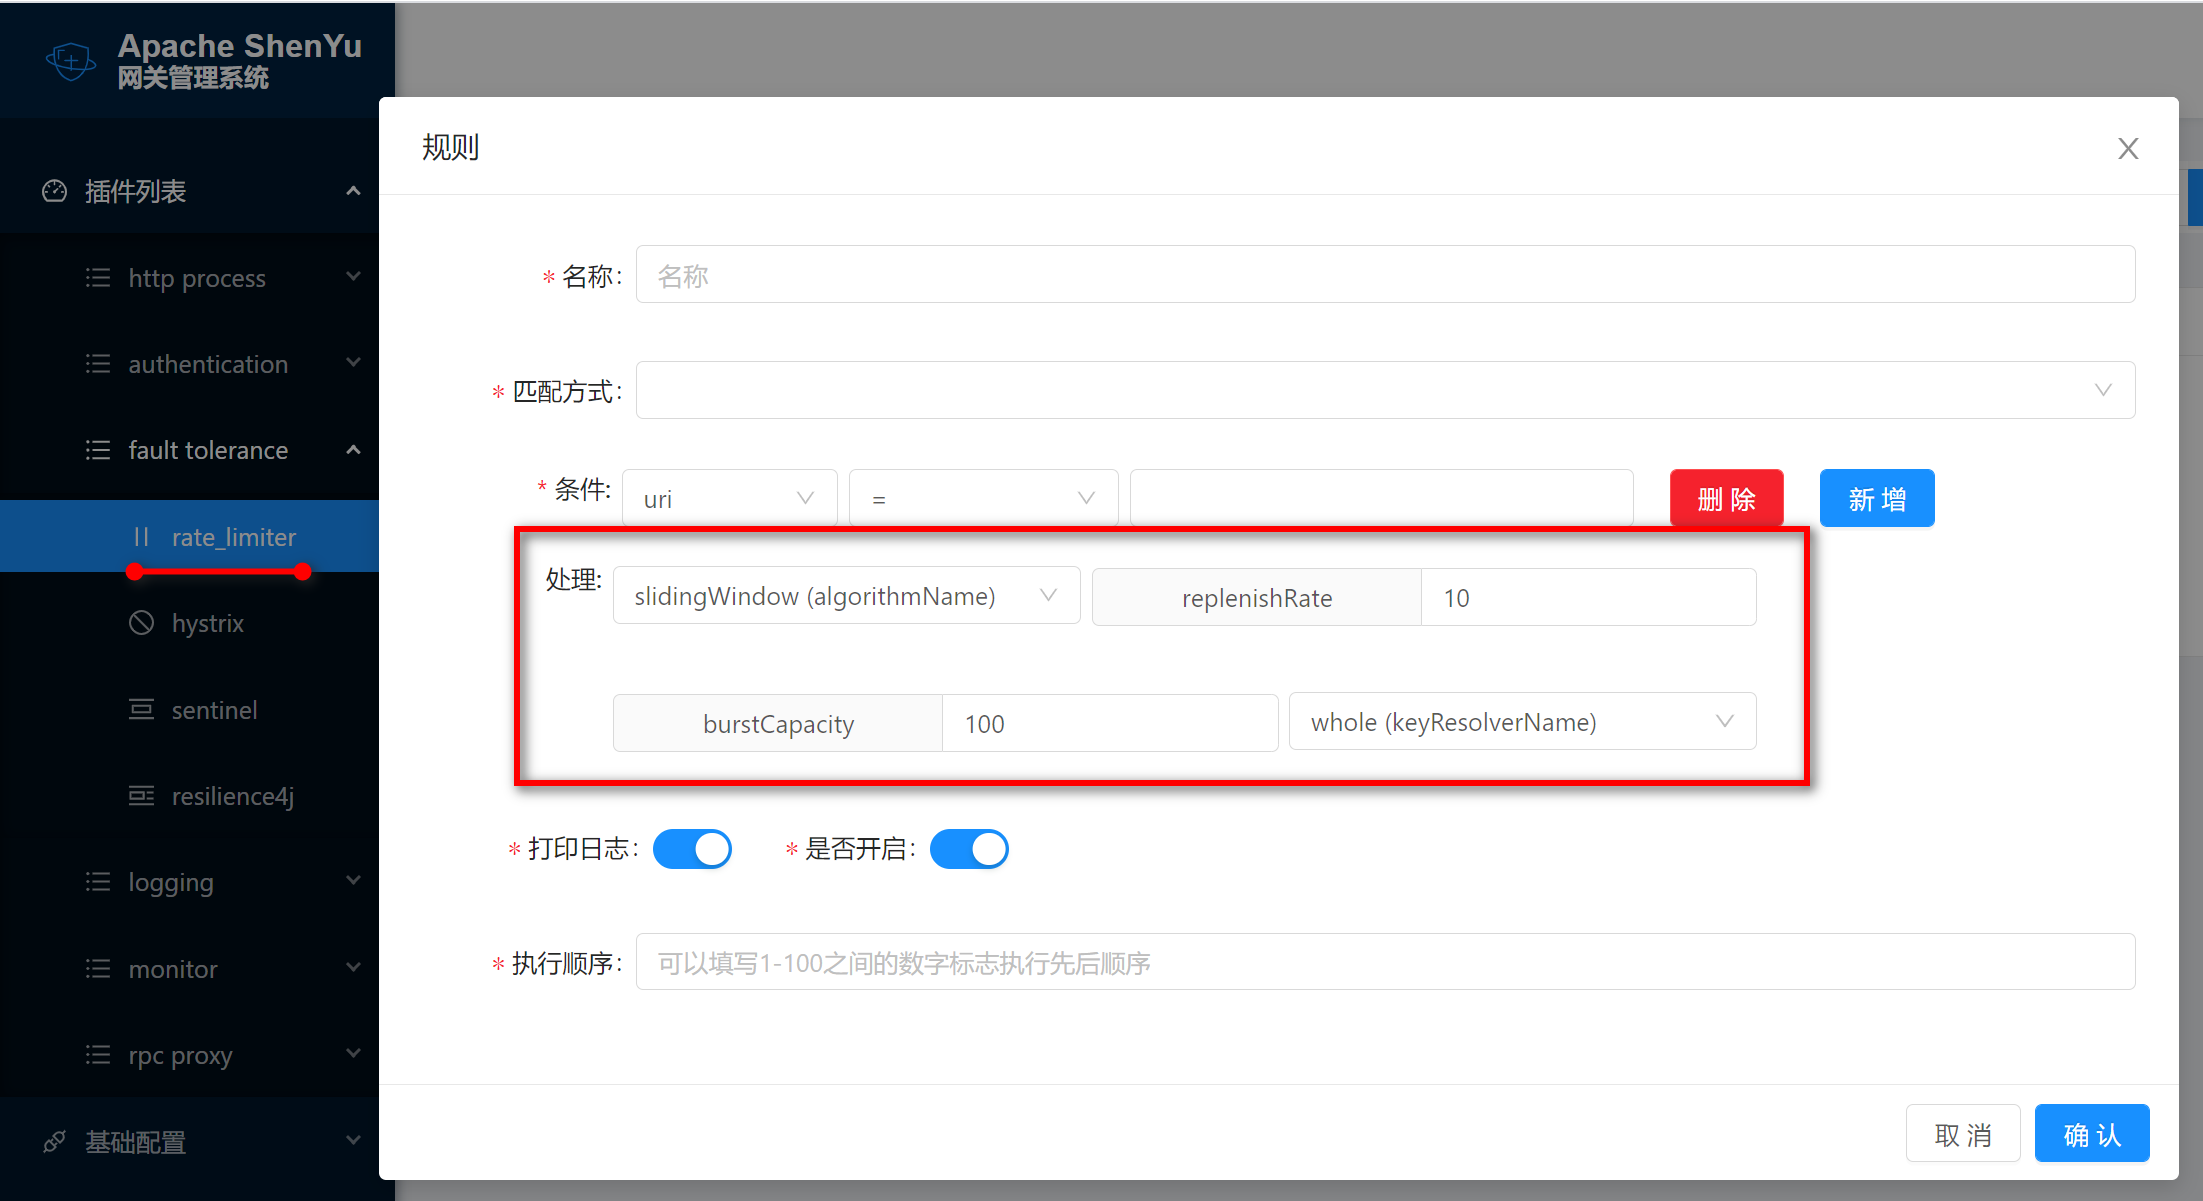 Apache ShenYu
网关管理系统
插件列表
http process
authentication
fault tolerance
rate_limiter
hystrix
sentinel
resilience4j
logging
monitor
rpc proxy
基础配置
规则
X
* 名称: 名称
* 匹配方式:
* 条件: uri = 删 除 新 增
处理: slidingWindow (algorithmName) replenishRate 10
burstCapacity 100 whole (keyResolverName)
* 打印日志: * 是否开启:
* 执行顺序: 可以填写1-100之间的数字标志执行先后顺序
取 消 确 认